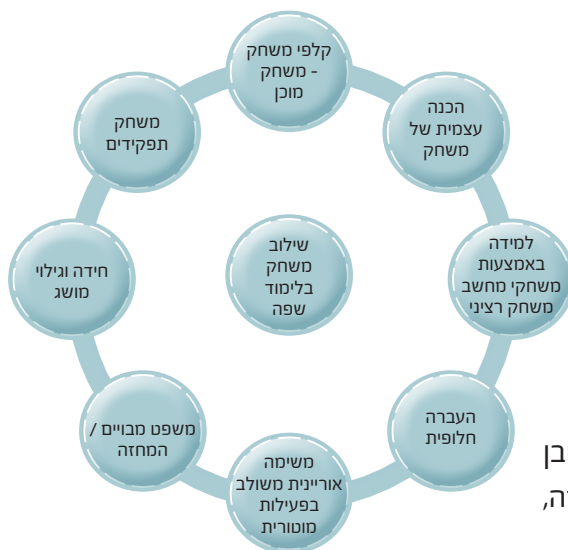 קלפי משחק
- משחק
מוכן
הכנה
עצמית של
משחק
למידה
באמצעות
משחקי מחשב
משחק רציני
העברה
חלופית
משימה
אוריינית משולב
בפעילות
מוטורית
משפט מבויים /
המחזה
חידה וגילוי
מושג
משחק
תפקידים
שילוב
משחק
בלימוד
שפה